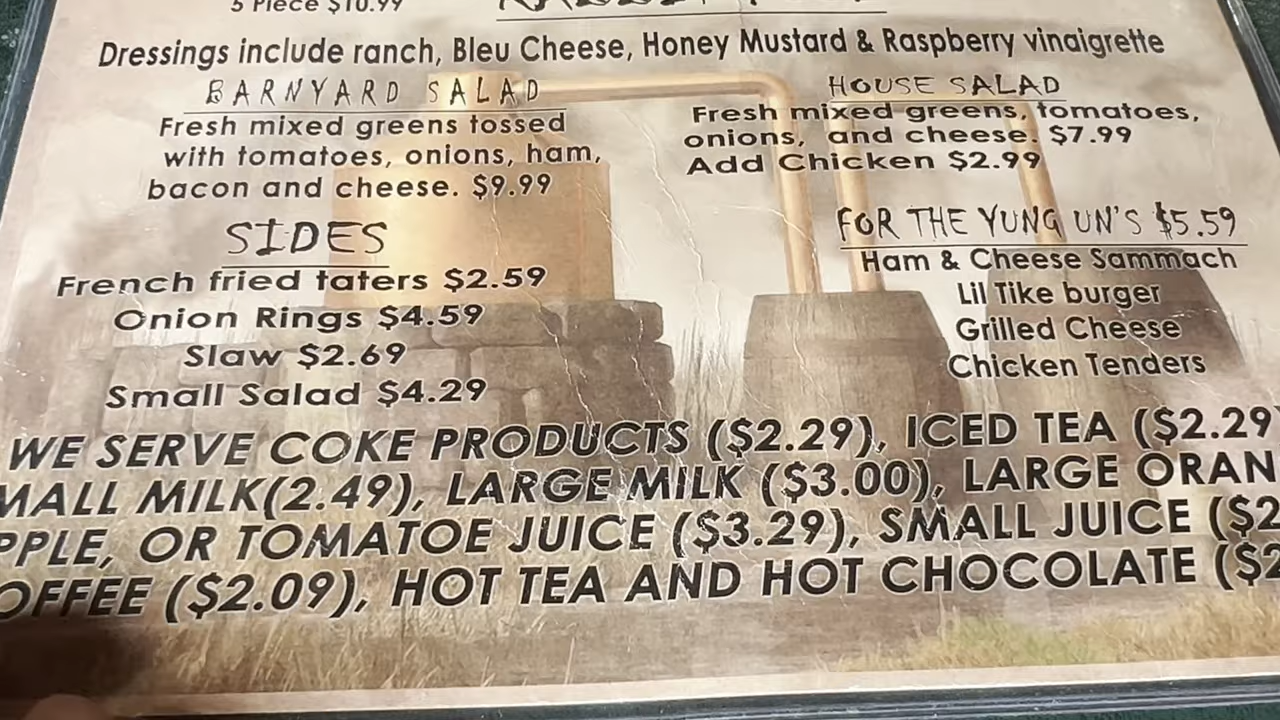 5 Piece $10.99
Dressings include ranch, Bleu Cheese, Honey Mustard & Raspberry vinaigrette
BARNYARD SALAD
Fresh mixed greens tossed
with tomatoes, onions, ham,
bacon and cheese. $9.99
HOUSE SALAD
Fresh mixed greens, tomatoes,
onions, and cheese. $7.99
Add Chicken $2.99
SIDES
French fried taters $2.59
Onion Rings $4.59
Slaw $2.69
Small Salad $4.29
FOR THE YUNG UN'S $5.59
Ham & Cheese Sammach
Lil Tike burger
Grilled Cheese
Chicken Tenders
WE SERVE COKE PRODUCTS ($2.29), ICED TEA ($2.29
MALL MILK(2.49), LARGE MILK ($3.00), LARGE ORAN
PPLE, OR TOMATOE JUICE ($3.29), SMALL JUICE ($2
OFFEE ($2.09), HOT TEA AND HOT CHOCOLATE ($2